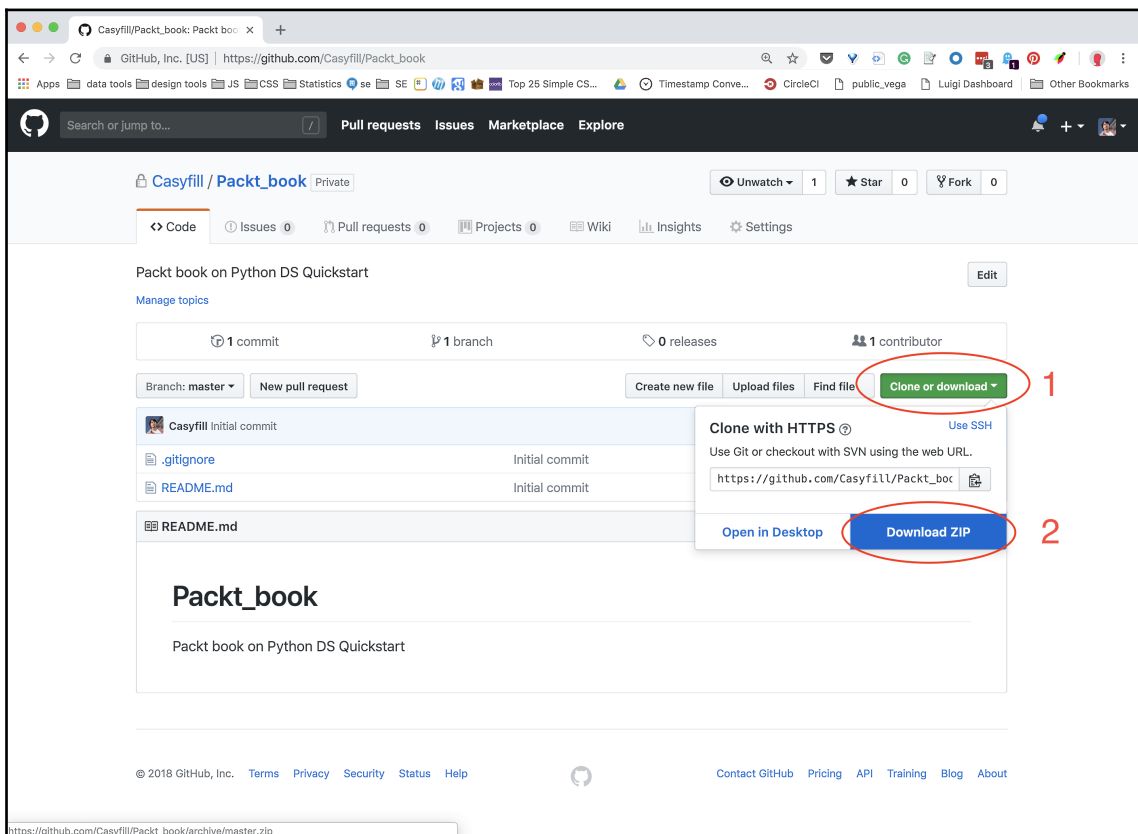 Casyfill/Packt_book: Packt boo
GitHub, Inc. [US] | https://github.com/Casyfill/Packt_book
3
1
Apps data tools design tools JS CSS Statistics se SE Top 25 Simple CS... Timestamp Conve... CircleCI public_vega Luigi Dashboard Other Bookmarks
Search or jump to... / Pull requests Issues Marketplace Explore
Casyfill / Packt_book Private Unwatch 1 Star 0 Fork 0
Code Issues 0 Pull requests 0 Projects 0 Wiki Insights Settings
Packt book on Python DS Quickstart Edit
Manage topics
1 commit 1 branch 0 releases 1 contributor
Branch: master New pull request Create new file Upload files Find file Clone or download 1
Casyfill Initial commit
Clone with HTTPS ? Use SSH
Use Git or checkout with SVN using the web URL.
.gitignore Initial commit
https://github.com/Casyfill/Packt_boo
README.md Initial commit
README.md
Open in Desktop Download ZIP 2
Packt_book
Packt book on Python DS Quickstart
© 2018 GitHub, Inc. Terms Privacy Security Status Help Contact GitHub Pricing API Training Blog About
https://github.com/Casyfill/Packt_book/archive/master.zip